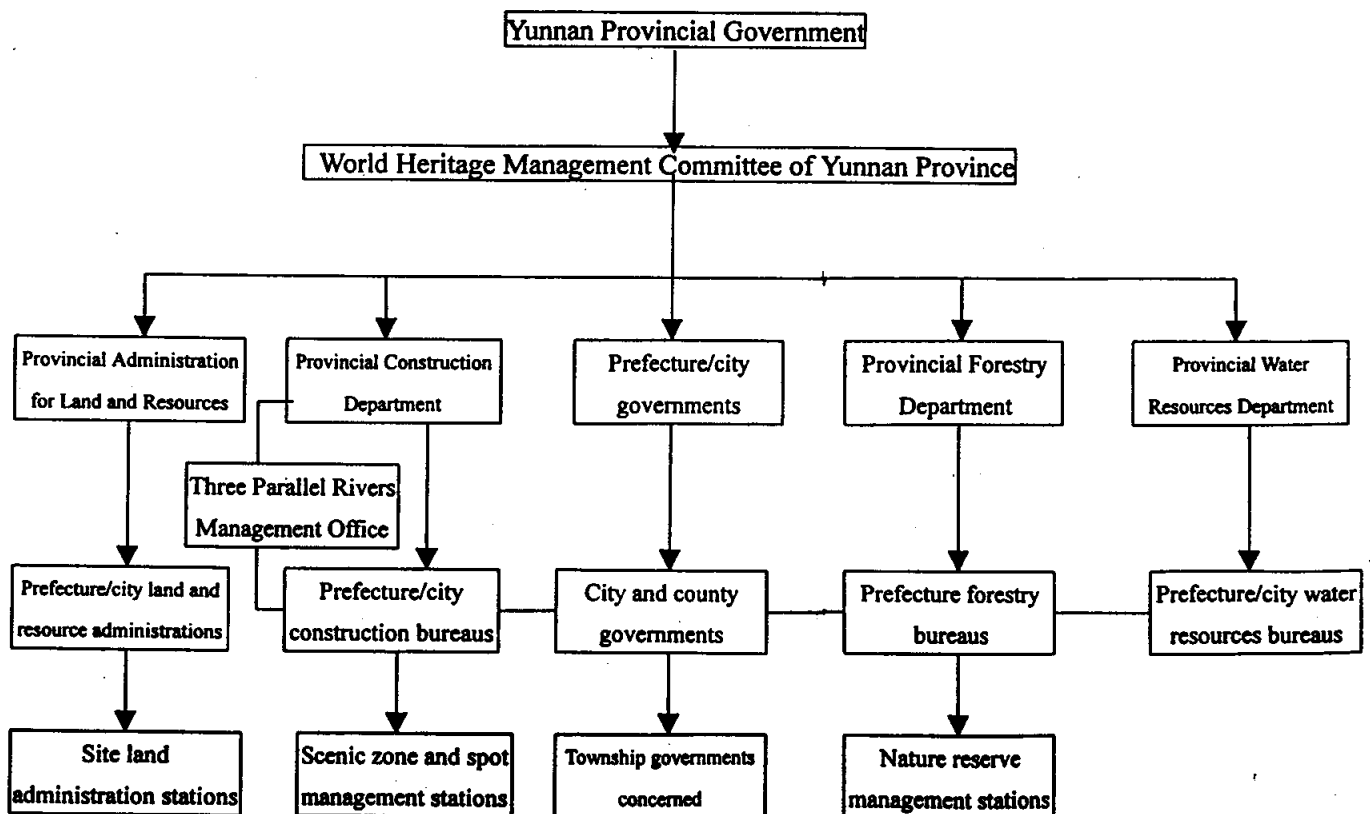 Yunnan Provincial Government
World Heritage Management Committee of Yunnan Province
Provincial Administration
for Land and Resources
Provincial Construction
Department
Prefecture/city
governments
Provincial Forestry
Department
Provincial Water
Resources Department
Three Parallel Rivers
Management Office
Prefecture/city land and
resource administrations
Prefecture/city
construction bureaus
City and county
governments
Prefecture forestry
bureaus
Prefecture/city water
resources bureaus
Site land
administration stations
Scenic zone and spot
management stations
Township governments
concerned
Nature reserve
management stations